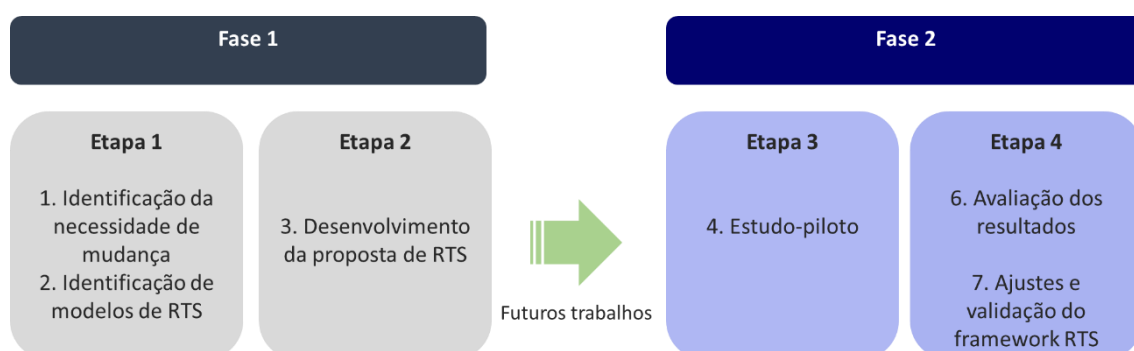 Fase 1
Fase 2
Etapa 1
1. Identificação da
necessidade de
mudança
2. Identificação de
modelos de RTS
Etapa 2
3. Desenvolvimento
da proposta de RTS
Futuros trabalhos
Etapa 3
4. Estudo-piloto
Etapa 4
6. Avaliação dos
resultados
7. Ajustes e
validação do
framework RTS